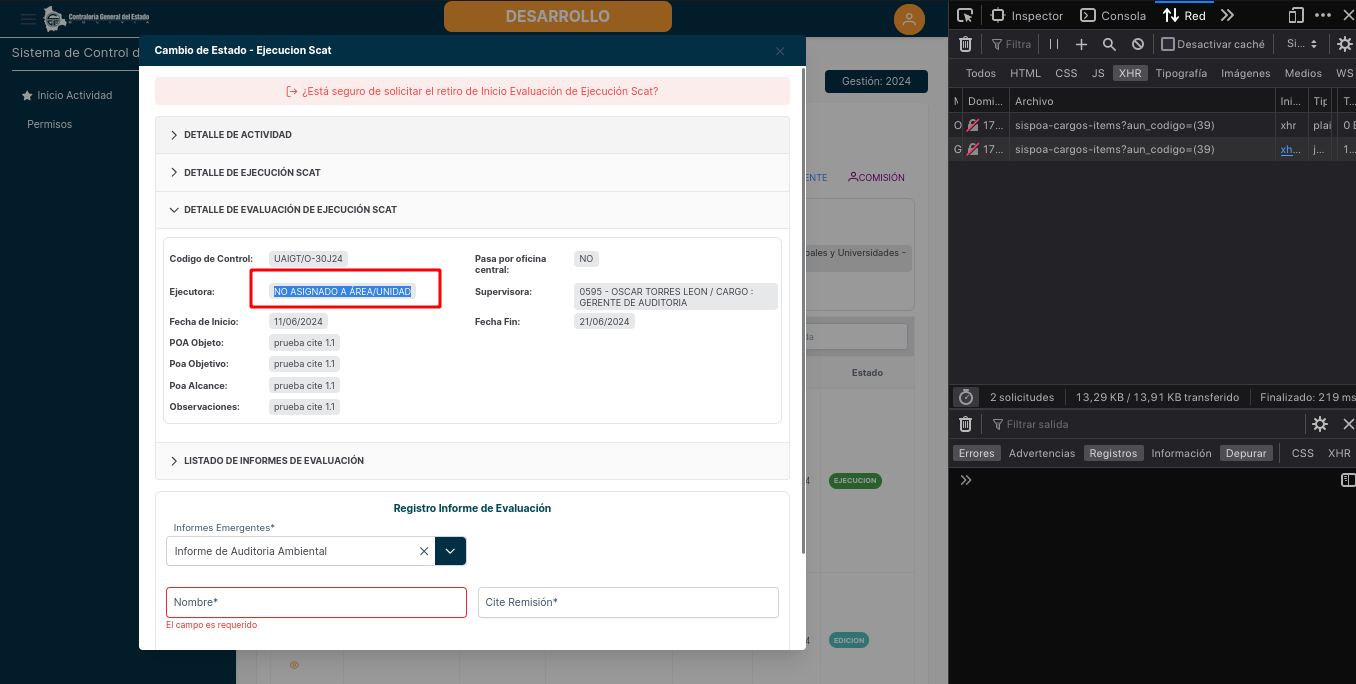 Contraloría General del Estado
DESARROLLO
Sistema de Control d
Inicio Actividad
Permisos
Gestión: 2024
Cambio de Estado - Ejecucion Scat
¿Está seguro de solicitar el retiro de Inicio Evaluación de Ejecución Scat?
DETALLE DE ACTIVIDAD
DETALLE DE EJECUCIÓN SCAT
DETALLE DE EVALUACIÓN DE EJECUCIÓN SCAT
Codigo de Control: UAIGT/O-30J24
Pasa por oficina central: NO
Ejecutora: NO ASIGNADO A ÁREA/UNIDAD
Supervisora: 0595 - OSCAR TORRES LEON / CARGO :
GERENTE DE AUDITORIA
Fecha de Inicio: 11/06/2024
Fecha Fin: 21/06/2024
POA Objeto: prueba cite 1.1
Poa Objetivo: prueba cite 1.1
Poa Alcance: prueba cite 1.1
Observaciones: prueba cite 1.1
LISTADO DE INFORMES DE EVALUACIÓN
Registro Informe de Evaluación
Informes Emergentes*
Informe de Auditoria Ambiental
Nombre*
Cite Remisión*
El campo es requerido
ENTE
COMISIÓN
pales y Universidades -
da
Estado
4
EJECUCION
4
EDICION
Inspector
Consola
Red
Filtra
Desactivar caché
Si...
Todos HTML CSS JS XHR Tipografía Imágenes Medios WS
M Domi... Archivo Ini... Tip T...
O 17... sispoa-cargos-items?aun_codigo=(39) xhr plai 0 E
G 17... sispoa-cargos-items?aun_codigo=(39) xh... j... 1...
2 solicitudes
13,29 KB / 13,91 KB transferido
Finalizado: 219 ms
Filtrar salida
Errores Advertencias Registros Información Depurar CSS XHR